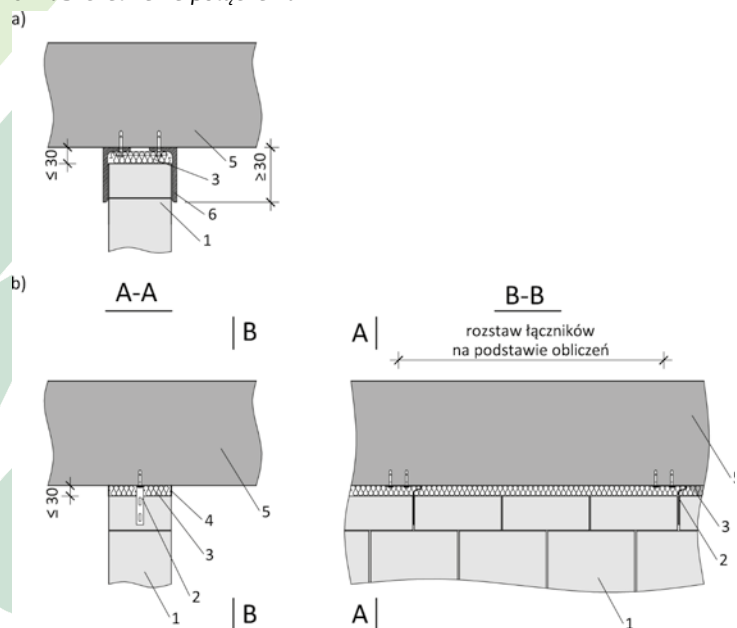 a)
≤ 30
5
3
≥30
6
1
b)
A-A
B
A
B-B
rozstaw łączników
na podstawie obliczeń
≤ 30
4
5
3
2
1
B
5
3
2
1
A